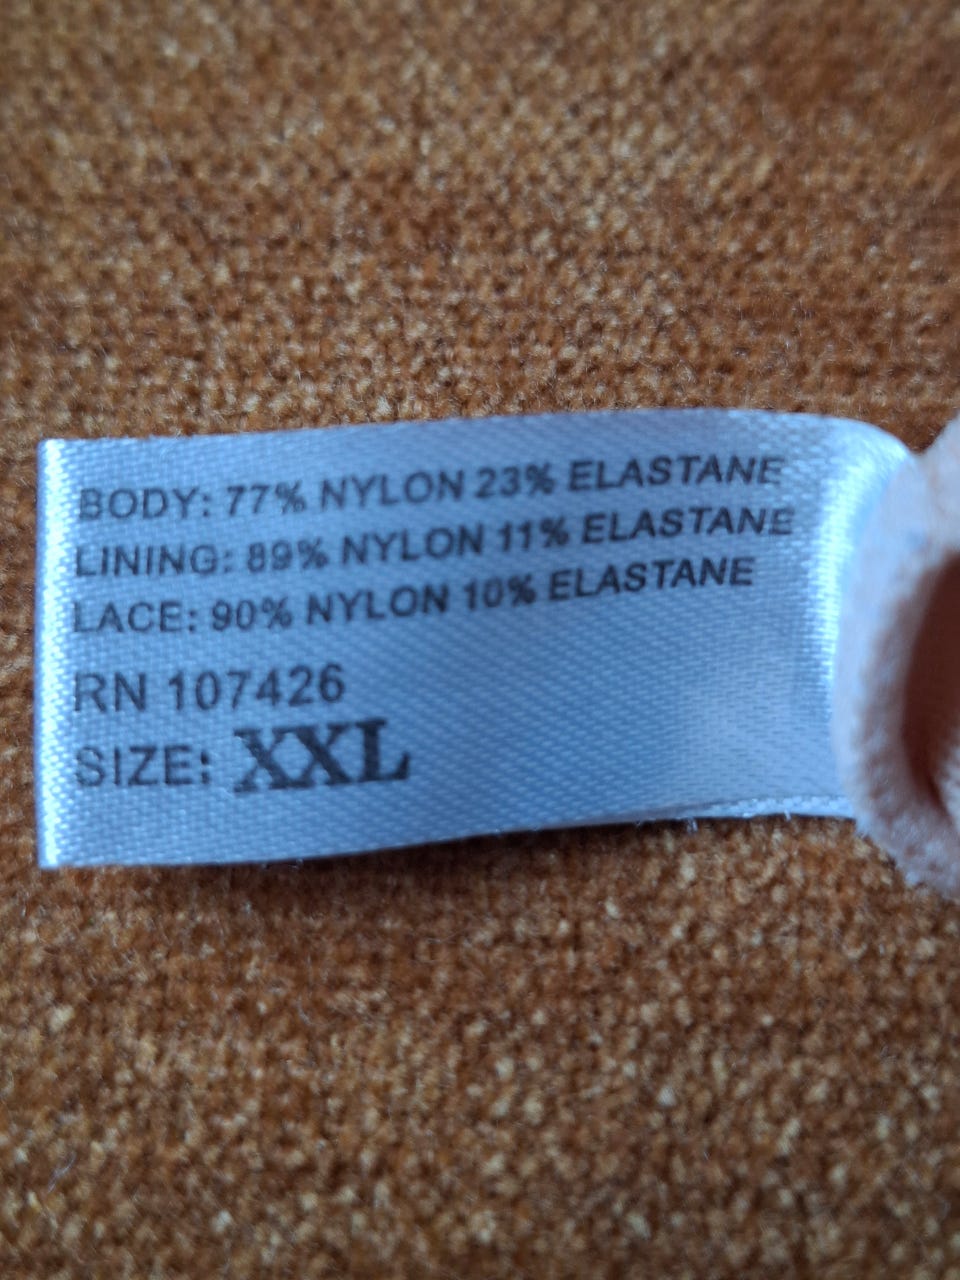 BODY: 77% NYLON 23% ELASTANE
LINING: 89% NYLON 11% ELASTANE
LACE: 90% NYLON 10% ELASTANE
RN 107426
SIZE: XXL